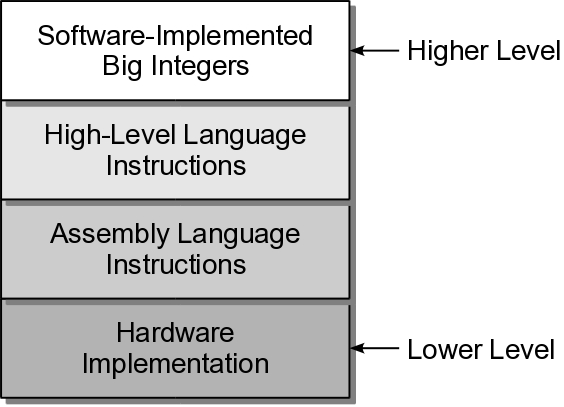 Software-Implemented
Big Integers
Higher Level
High-Level Language
Instructions
Assembly Language
Instructions
Hardware
Implementation
Lower Level